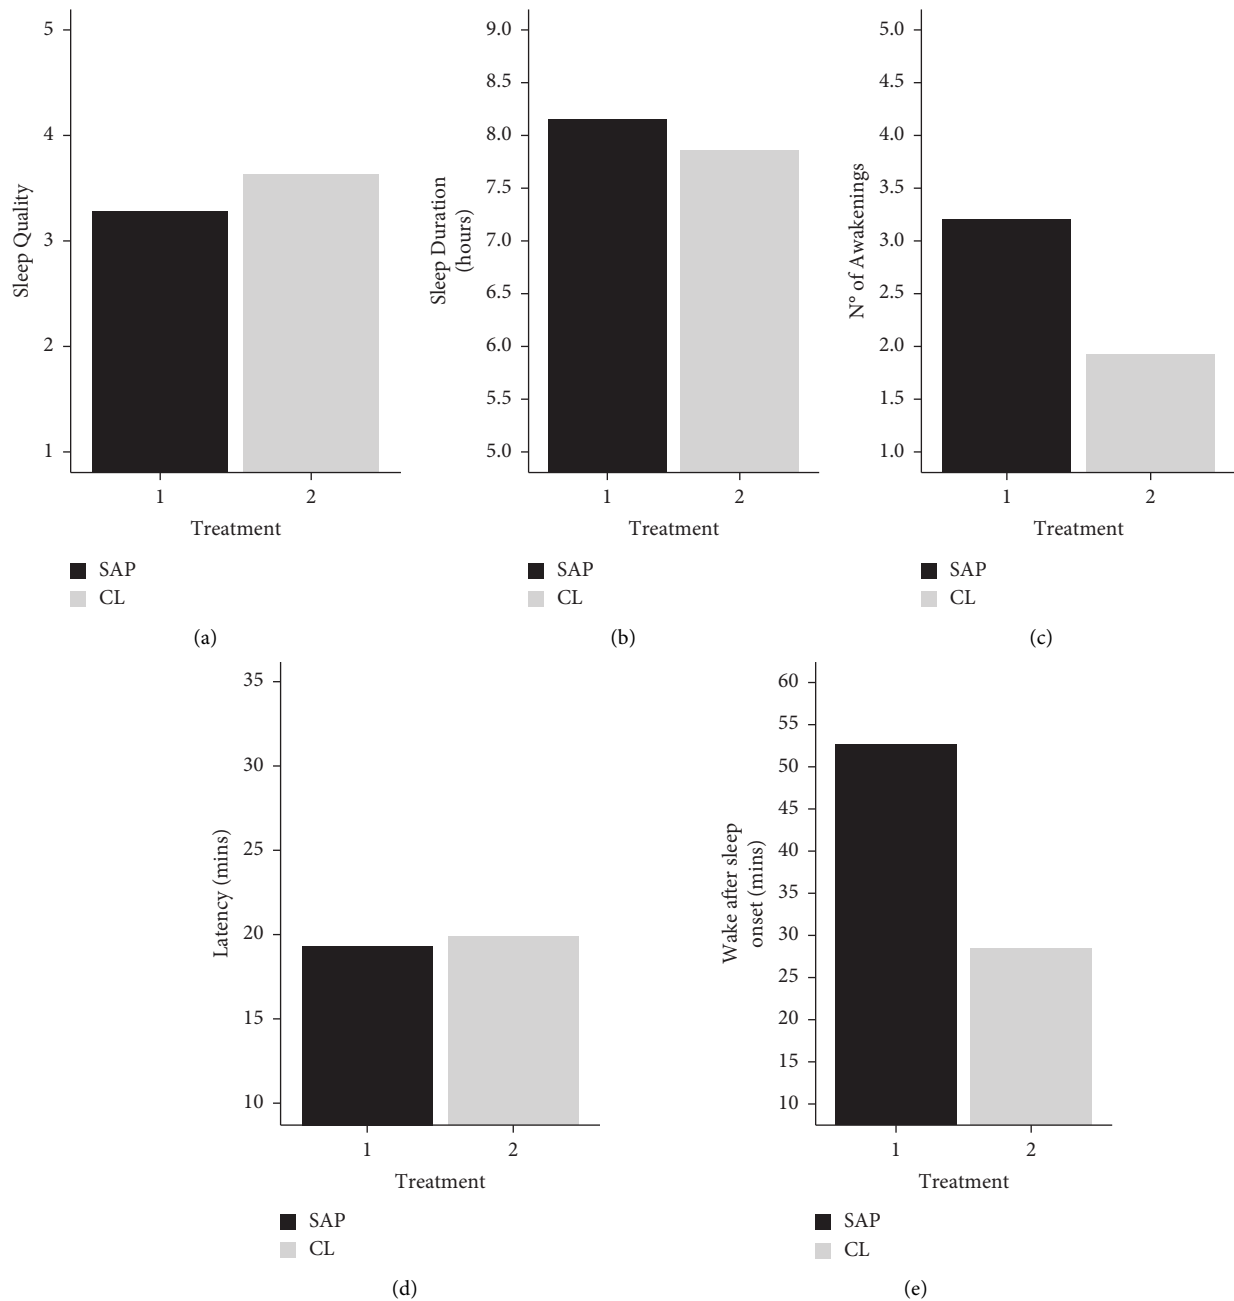 5
4
3
2
1
Sleep Quality
1 2
Treatment
SAP
CL
(a)
9.0
8.5
8.0
7.5
7.0
6.5
6.0
5.5
5.0
Sleep Duration
(hours)
1 2
Treatment
SAP
CL
(b)
5.0
4.5
4.0
3.5
3.0
2.5
2.0
1.5
1.0
N° of Awakenings
1 2
Treatment
SAP
CL
(c)
35
30
25
20
15
10
Latency (mins)
1 2
Treatment
SAP
CL
(d)
60
55
50
45
40
35
30
25
20
15
10
Wake after sleep
onset (mins)
1 2
Treatment
SAP
CL
(e)